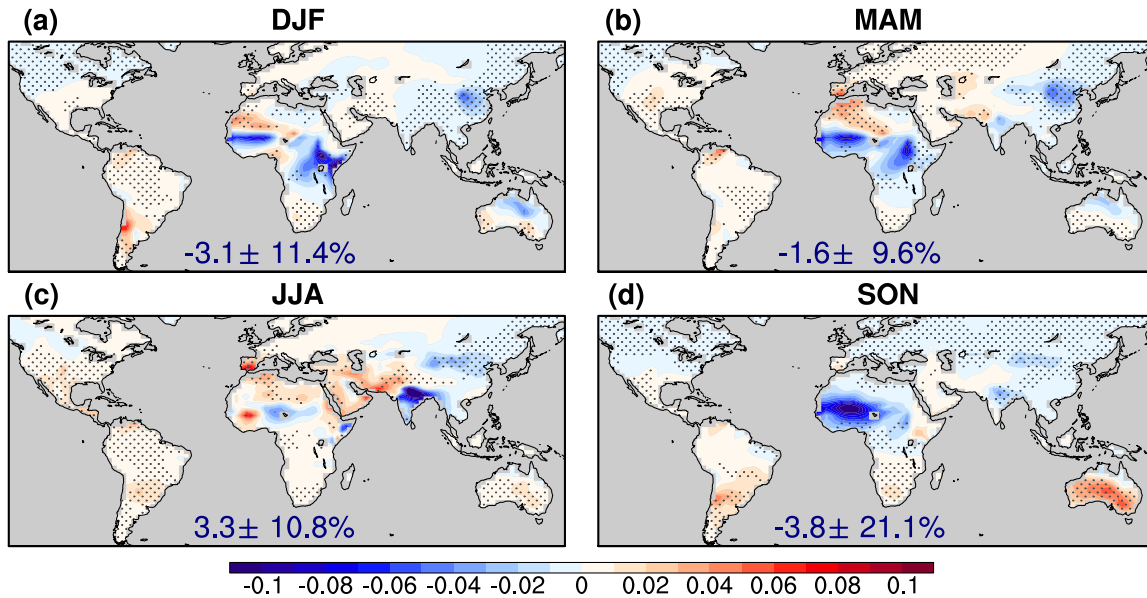 (a) DJF
(b) MAM
-3.1± 11.4%
-1.6± 9.6%
(c) JJA
(d) SON
3.3± 10.8%
-3.8± 21.1%
-0.1 -0.08 -0.06 -0.04 -0.02 0 0.02 0.04 0.06 0.08 0.1